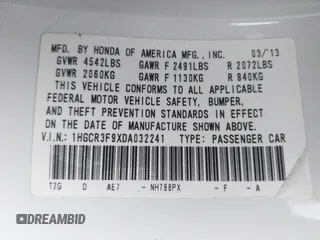 MFD. BY HONDA OF AMERICA MFG., INC. 03/13
GVWR 4542LBS GAWR F 2491LBS R 2072LBS
GVWR 2060KG GAWR F 1130KG R 940KG
THIS VEHICLE CONFORMS TO ALL APPLICABLE
FEDERAL MOTOR VEHICLE SAFETY, BUMPER,
AND THEFT PREVENTION STANDARDS IN EFFECT
ON THE DATE OF MANUFACTURE SHOWN ABOVE.
V.I.N.: 1HGCR3F9XDA032241 TYPE: PASSENGER CAR
T2G D AE7 - NH788PX - F - A
AUTOBIDMASTER